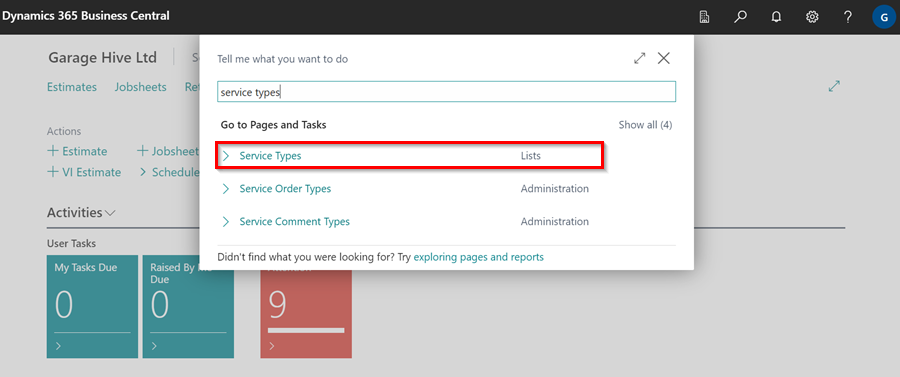 Dynamics 365 Business Central
G
Garage Hive Ltd
Tell me what you want to do
service types
Estimates Jobsheets
Go to Pages and Tasks Show all (4)
Actions
Service Types Lists
+ Estimate + Jobsheet
+ VI Estimate > Schedule
Service Order Types Administration
Service Comment Types Administration
Activities
User Tasks
Didn't find what you were looking for? Try exploring pages and reports
My Tasks Due
0
Raised By Me
Due
0
9